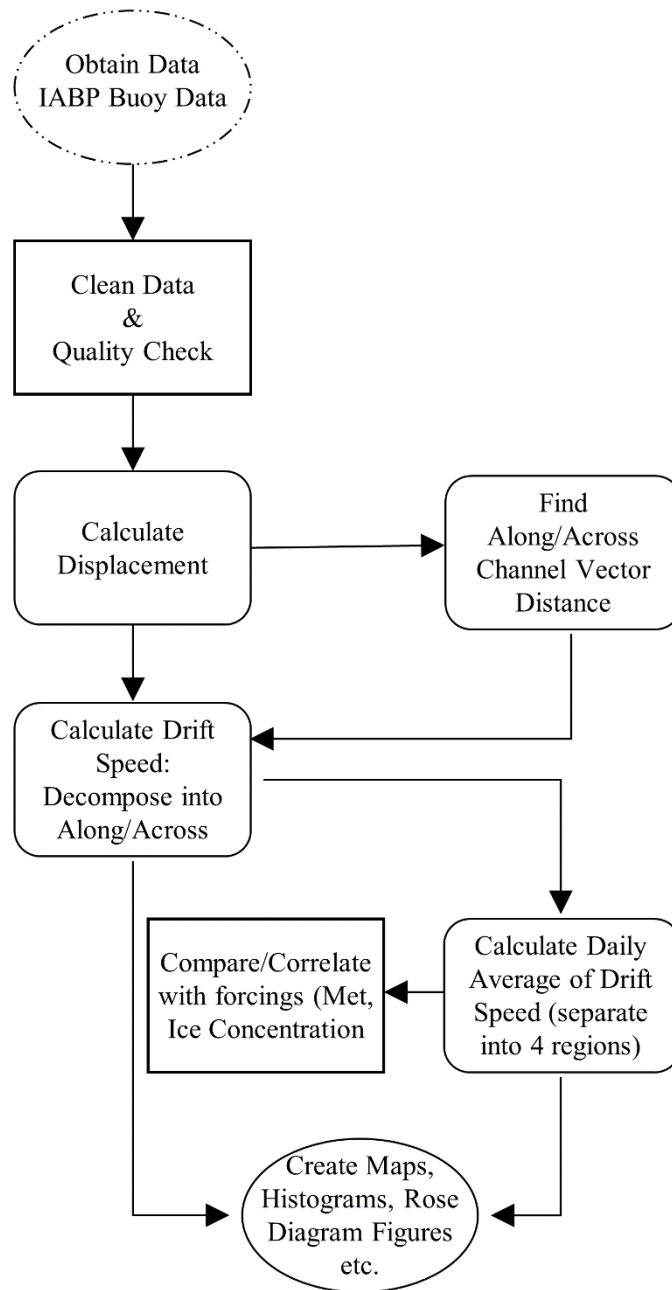 Obtain Data
IABP Buoy Data
Clean Data
&
Quality Check
Calculate
Displacement
Find
Along/Across
Channel Vector
Distance
Calculate Drift
Speed:
Decompose into
Along/Across
Compare/Correlate
with forcings (Met,
Ice Concentration
Calculate Daily
Average of Drift
Speed (separate
into 4 regions)
Create Maps,
Histograms, Rose
Diagram Figures
etc.